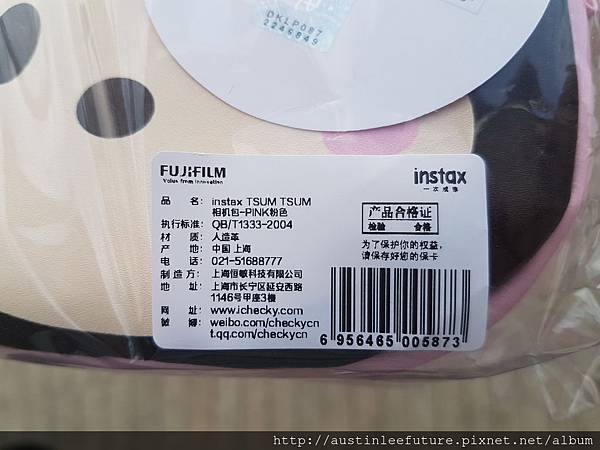 DKLP087
2246849
FUJIFILM
Value from Innovation
instax
一次成像
品 名: instax TSUM TSUM
相机包-PINK粉色
执行标准: QB/T1333-2004
材 质: 人造革
产 地: 中国 上海
电 话: 021-51688777
制造方: 上海恒敏科技有限公司
地 址: 上海市长宁区延安西路
1146号甲座3楼
网 址: www.ichecky.com
微 博: weibo.com/checkycn
t.qq.com/checkycn
产品合格证
检验 合格
为了保护你的权益,
请保存好您的保卡
6 956465 005873
http://austinleefuture.pixnet.net/album